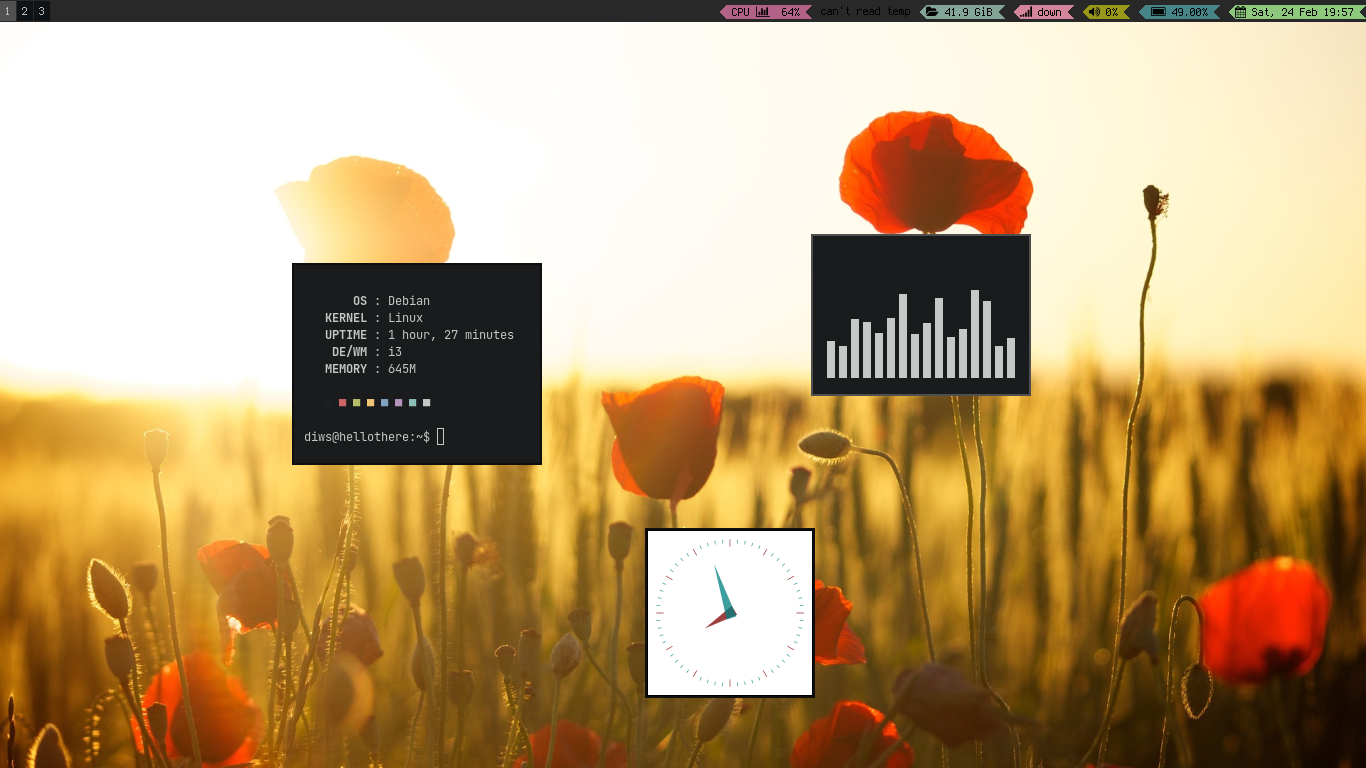 1 2 3 CPU 64% can't read temp 41.9 GiB down 0% 49.00% Sat, 24 Feb 19:57
OS : Debian
KERNEL : Linux
UPTIME : 1 hour, 27 minutes
DE/WM : i3
MEMORY : 645M
diws@hellothere:~$